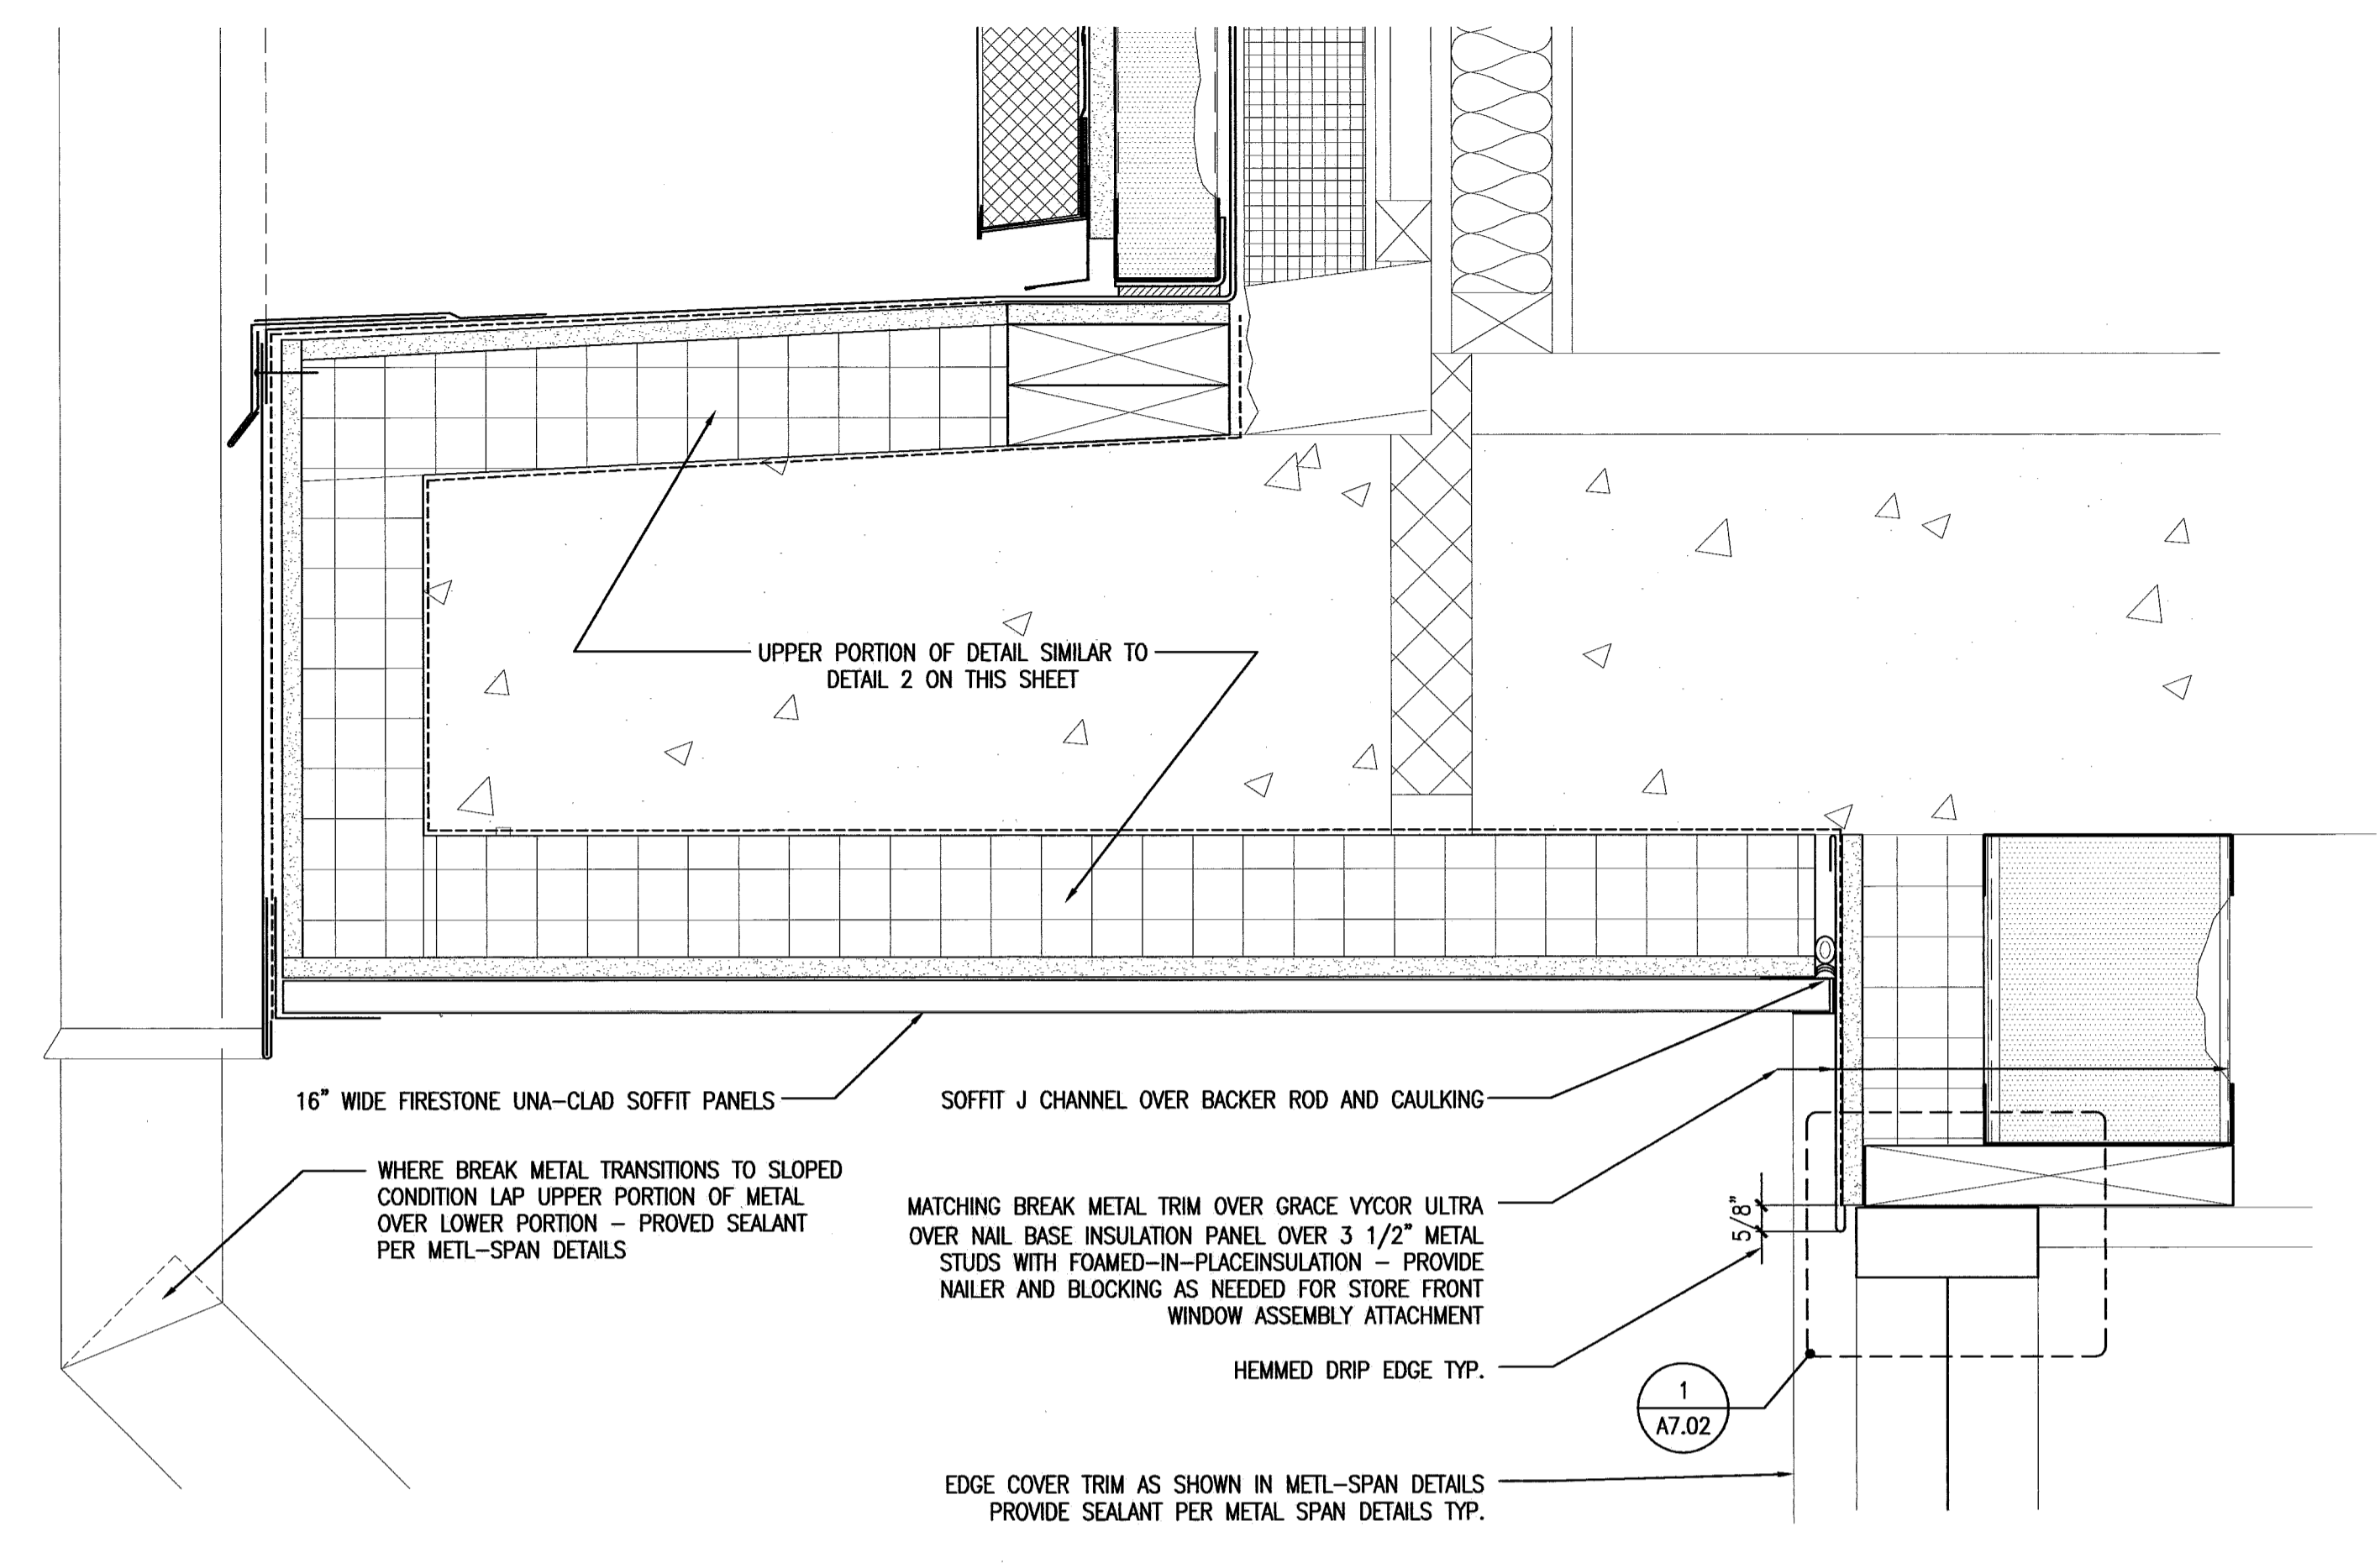 UPPER PORTION OF DETAIL SIMILAR TO
DETAIL 2 ON THIS SHEET
16" WIDE FIRESTONE UNA-CLAD SOFFIT PANELS
SOFFIT J CHANNEL OVER BACKER ROD AND CAULKING
WHERE BREAK METAL TRANSITIONS TO SLOPED
CONDITION LAP UPPER PORTION OF METAL
OVER LOWER PORTION - PROVED SEALANT
PER METL-SPAN DETAILS
MATCHING BREAK METAL TRIM OVER GRACE VYCOR ULTRA
OVER NAIL BASE INSULATION PANEL OVER 3 1/2" METAL
STUDS WITH FOAMED-IN-PLACEINSULATION - PROVIDE
NAILER AND BLOCKING AS NEEDED FOR STORE FRONT
WINDOW ASSEMBLY ATTACHMENT
5/8"
HEMMED DRIP EDGE TYP.
1
A7.02
EDGE COVER TRIM AS SHOWN IN METL-SPAN DETAILS
PROVIDE SEALANT PER METAL SPAN DETAILS TYP.